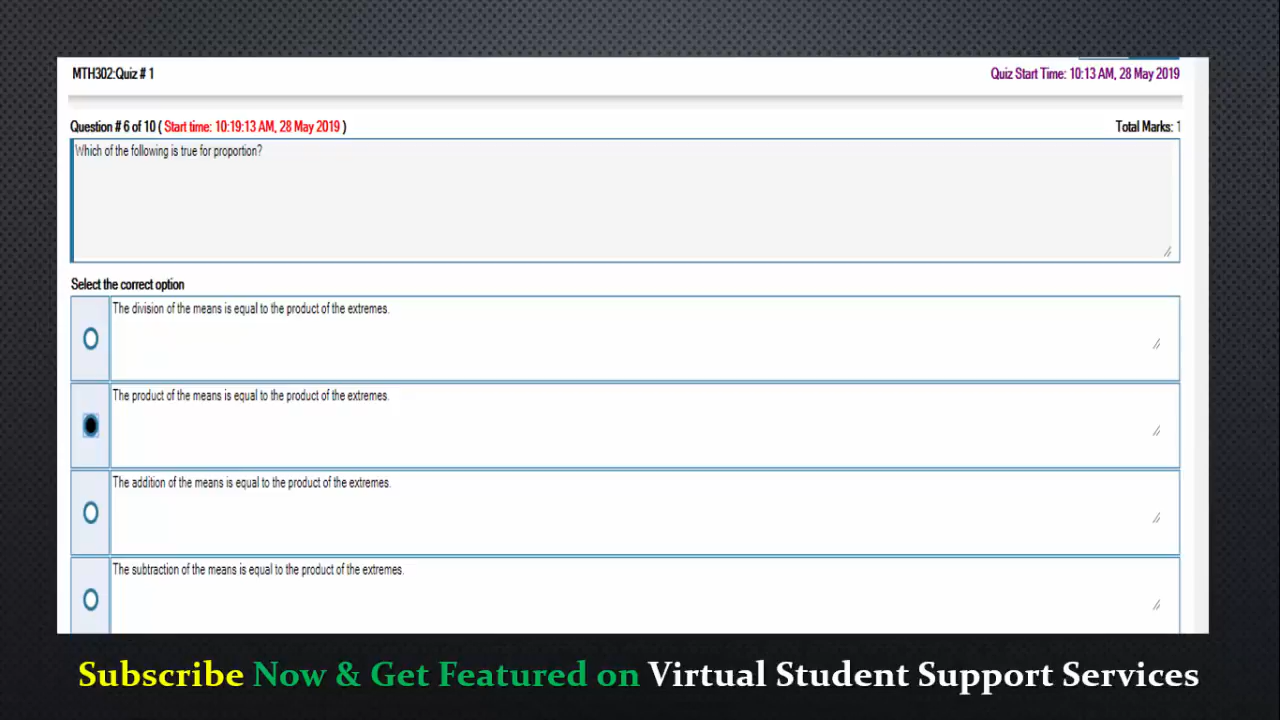 MTH302:Quiz # 1
Quiz Start Time: 10:13 AM, 28 May 2019
Question # 6 of 10 ( Start time: 10:19:13 AM, 28 May 2019 )
Total Marks: 1
Which of the following is true for proportion?
Select the correct option
The division of the means is equal to the product of the extremes.
The product of the means is equal to the product of the extremes.
The addition of the means is equal to the product of the extremes.
The subtraction of the means is equal to the product of the extremes.
Subscribe Now & Get Featured on Virtual Student Support Services